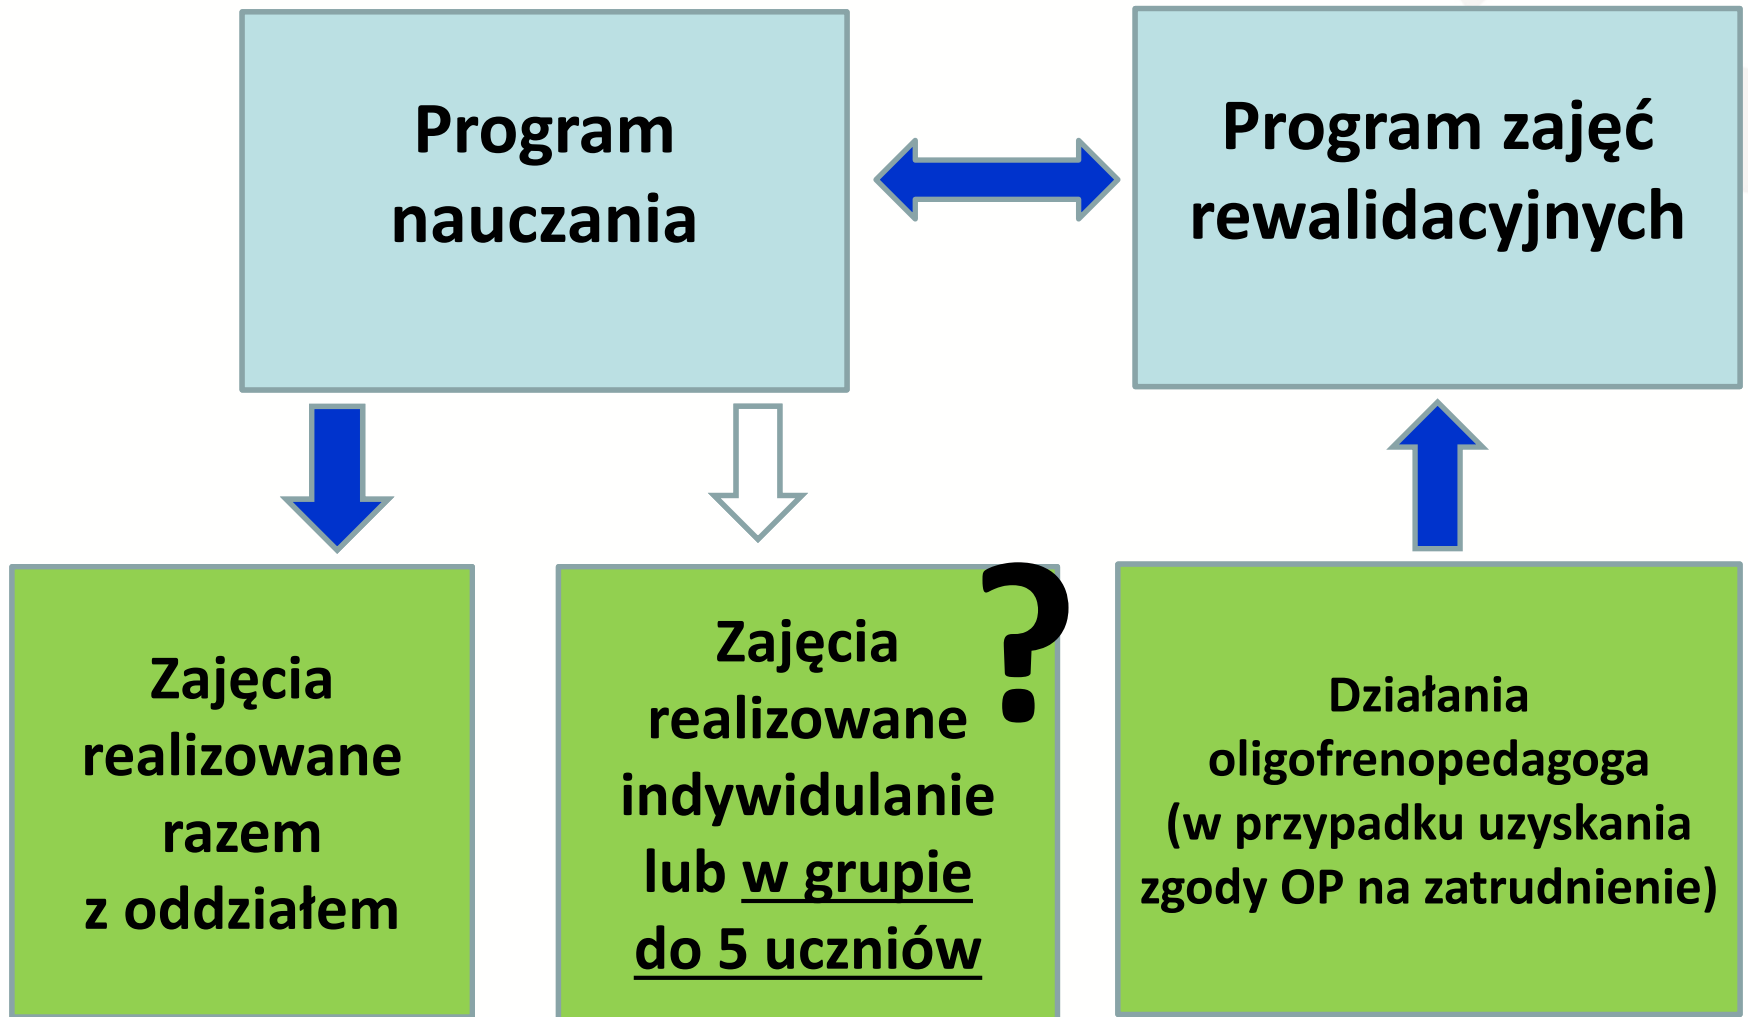 Program
nauczania
Program zajęć
rewalidacyjnych
Zajęcia
realizowane
razem
z oddziałem
?
Zajęcia
realizowane
indywidulanie
lub w grupie
do 5 uczniów
Działania
oligofrenopedagoga
(w przypadku uzyskania
zgody OP na zatrudnienie)